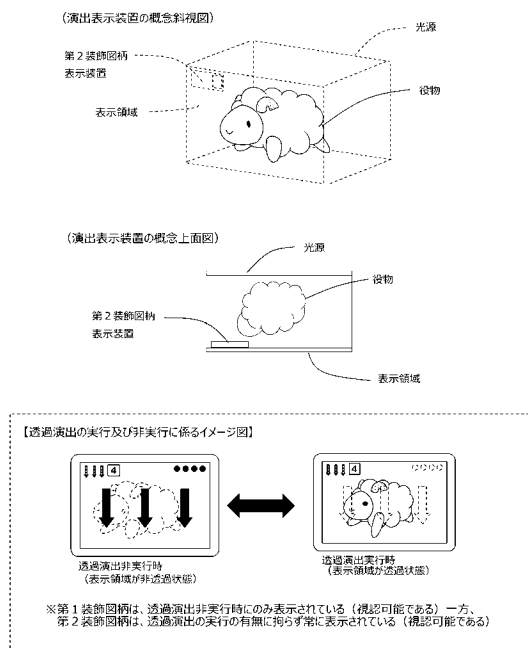 （演出表示装置の概念斜視図）
光源
第２装飾図柄
表示装置
役物
表示領域
（演出表示装置の概念上面図）
光源
役物
第２装飾図柄
表示装置
表示領域
【透過演出の実行及び非実行に係るイメージ図】
4
4
透過演出非実行時
（表示領域が非透過状態）
透過演出実行時
（表示領域が透過状態）
※第１装飾図柄は、透過演出非実行時にのみ表示されている（視認可能である）一方、
第２装飾図柄は、透過演出の実行の有無に拘らず常に表示されている（視認可能である）